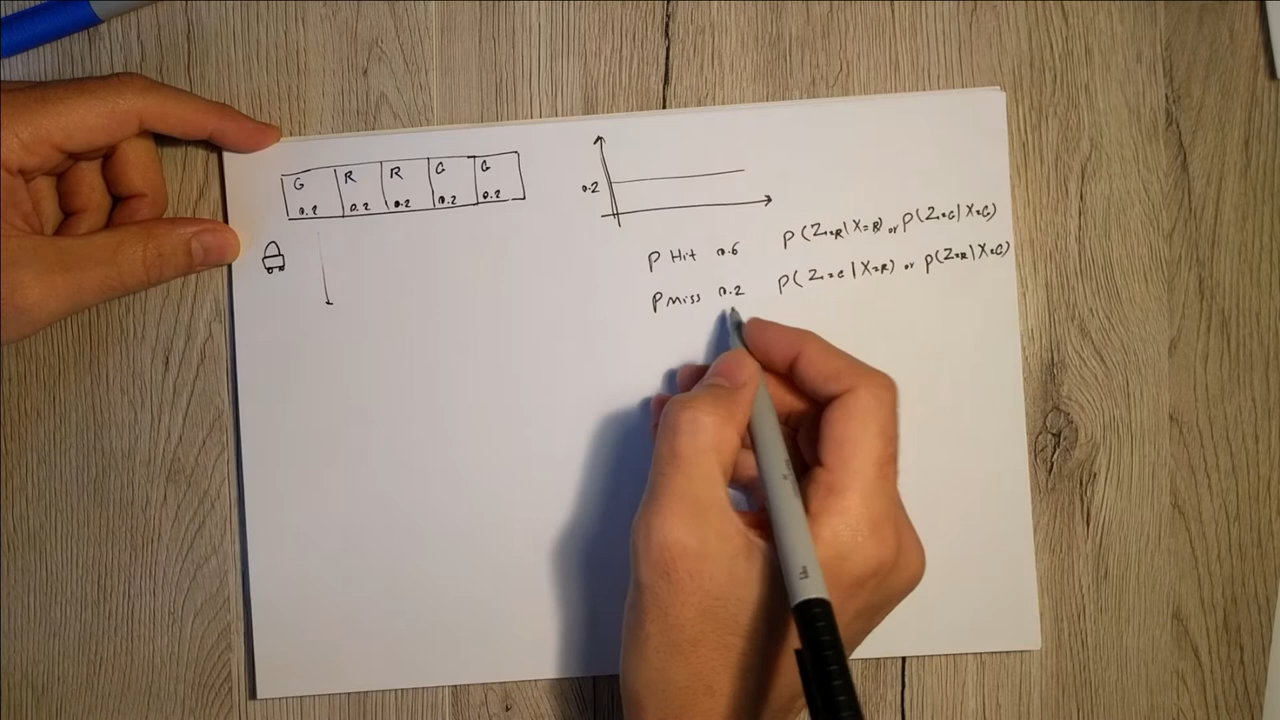 G R R G G
0.2 0.2 0.2 0.2 0.2
0.2
P Hit 0.6 P(Z=R|X=R) or P(Z=G|X=G)
P Miss 0.2 P(Z=G|X=R) or P(Z=R|X=G)